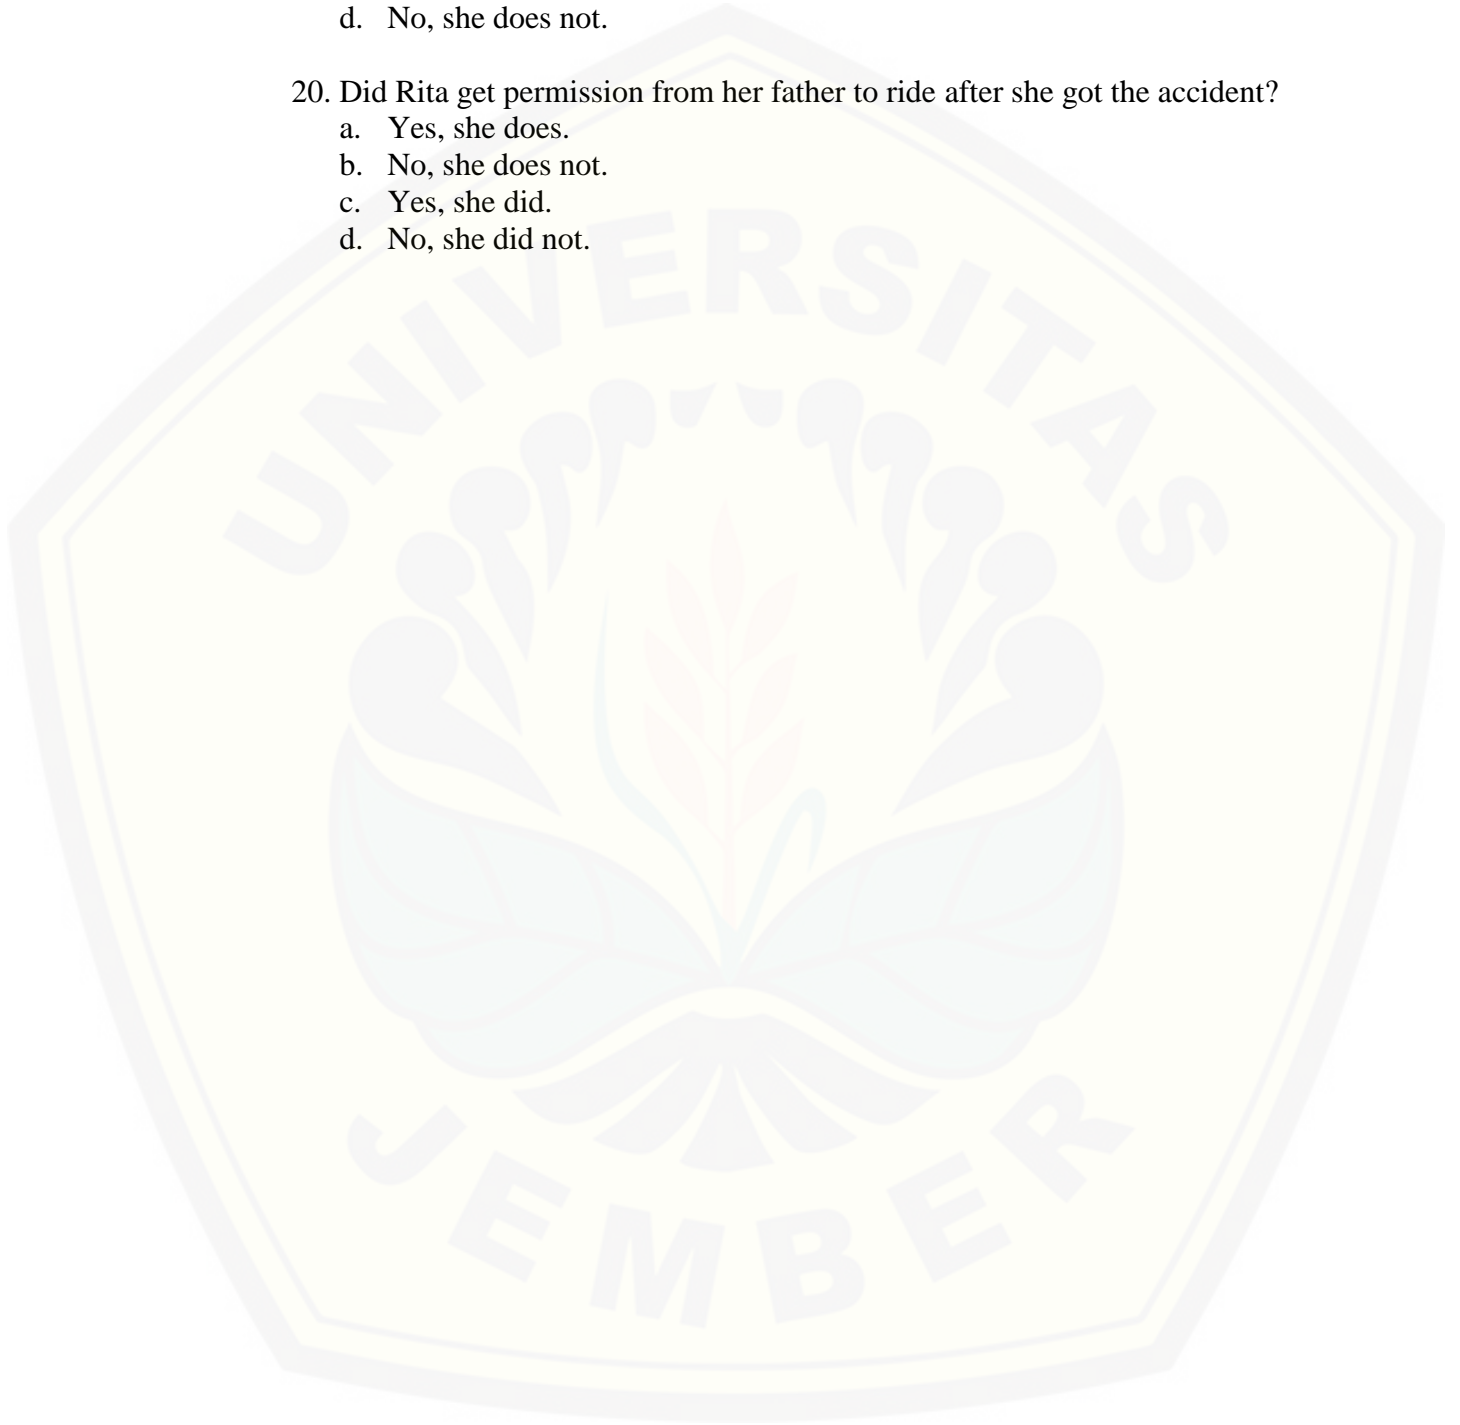 d. No, she does not.
20. Did Rita get permission from her father to ride after she got the accident?
a. Yes, she does.
b. No, she does not.
c. Yes, she did.
d. No, she did not.
UNIVERSITAS
JEMBER